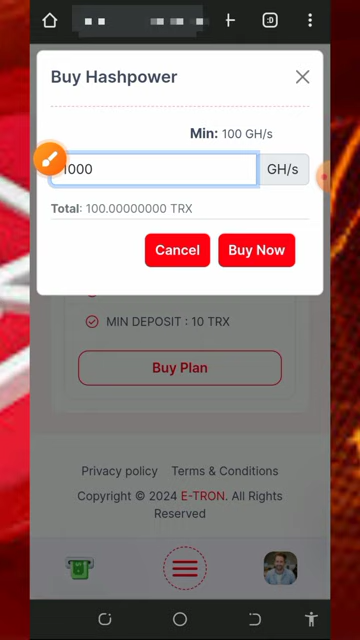 :D
Buy Hashpower
Min: 100 GH/s
1000
GH/s
Total: 100.00000000 TRX
Cancel
Buy Now
MIN DEPOSIT : 10 TRX
Buy Plan
Privacy policy Terms & Conditions
Copyright © 2024 E-TRON. All Rights
Reserved